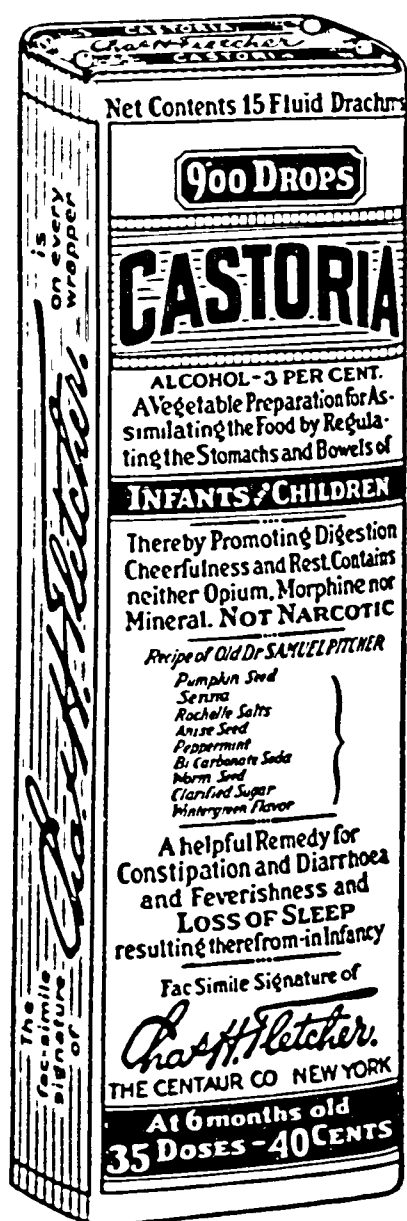 CASTORIA
Chas H Fletcher
CASTORIA
Net Contents 15 Fluid Drachms
900 DROPS
CASTORIA
ALCOHOL-3 PER CENT.
A Vegetable Preparation for As-
similating the Food by Regula-
ting the Stomachs and Bowels of
INFANTS & CHILDREN
Thereby Promoting Digestion
Cheerfulness and Rest. Contains
neither Opium, Morphine nor
Mineral. NOT NARCOTIC
Recipe of Old Dr SAMUEL PITCHER
Pumpkin Seed
Senna
Rochelle Salts
Anise Seed
Peppermint
Bi Carbonate Soda
Worm Seed
Clarified Sugar
Wintergreen Flavor
A helpful Remedy for
Constipation and Diarrhoea
and Feverishness and
LOSS OF SLEEP
resulting therefrom-in Infancy
Fac Simile Signature of
Chas H. Fletcher.
THE CENTAUR CO NEW YORK
At 6 months old
35 DOSES - 40 CENTS
The
fac-simile
signature
of
Chas. H. Fletcher.
is
on every
wrapper